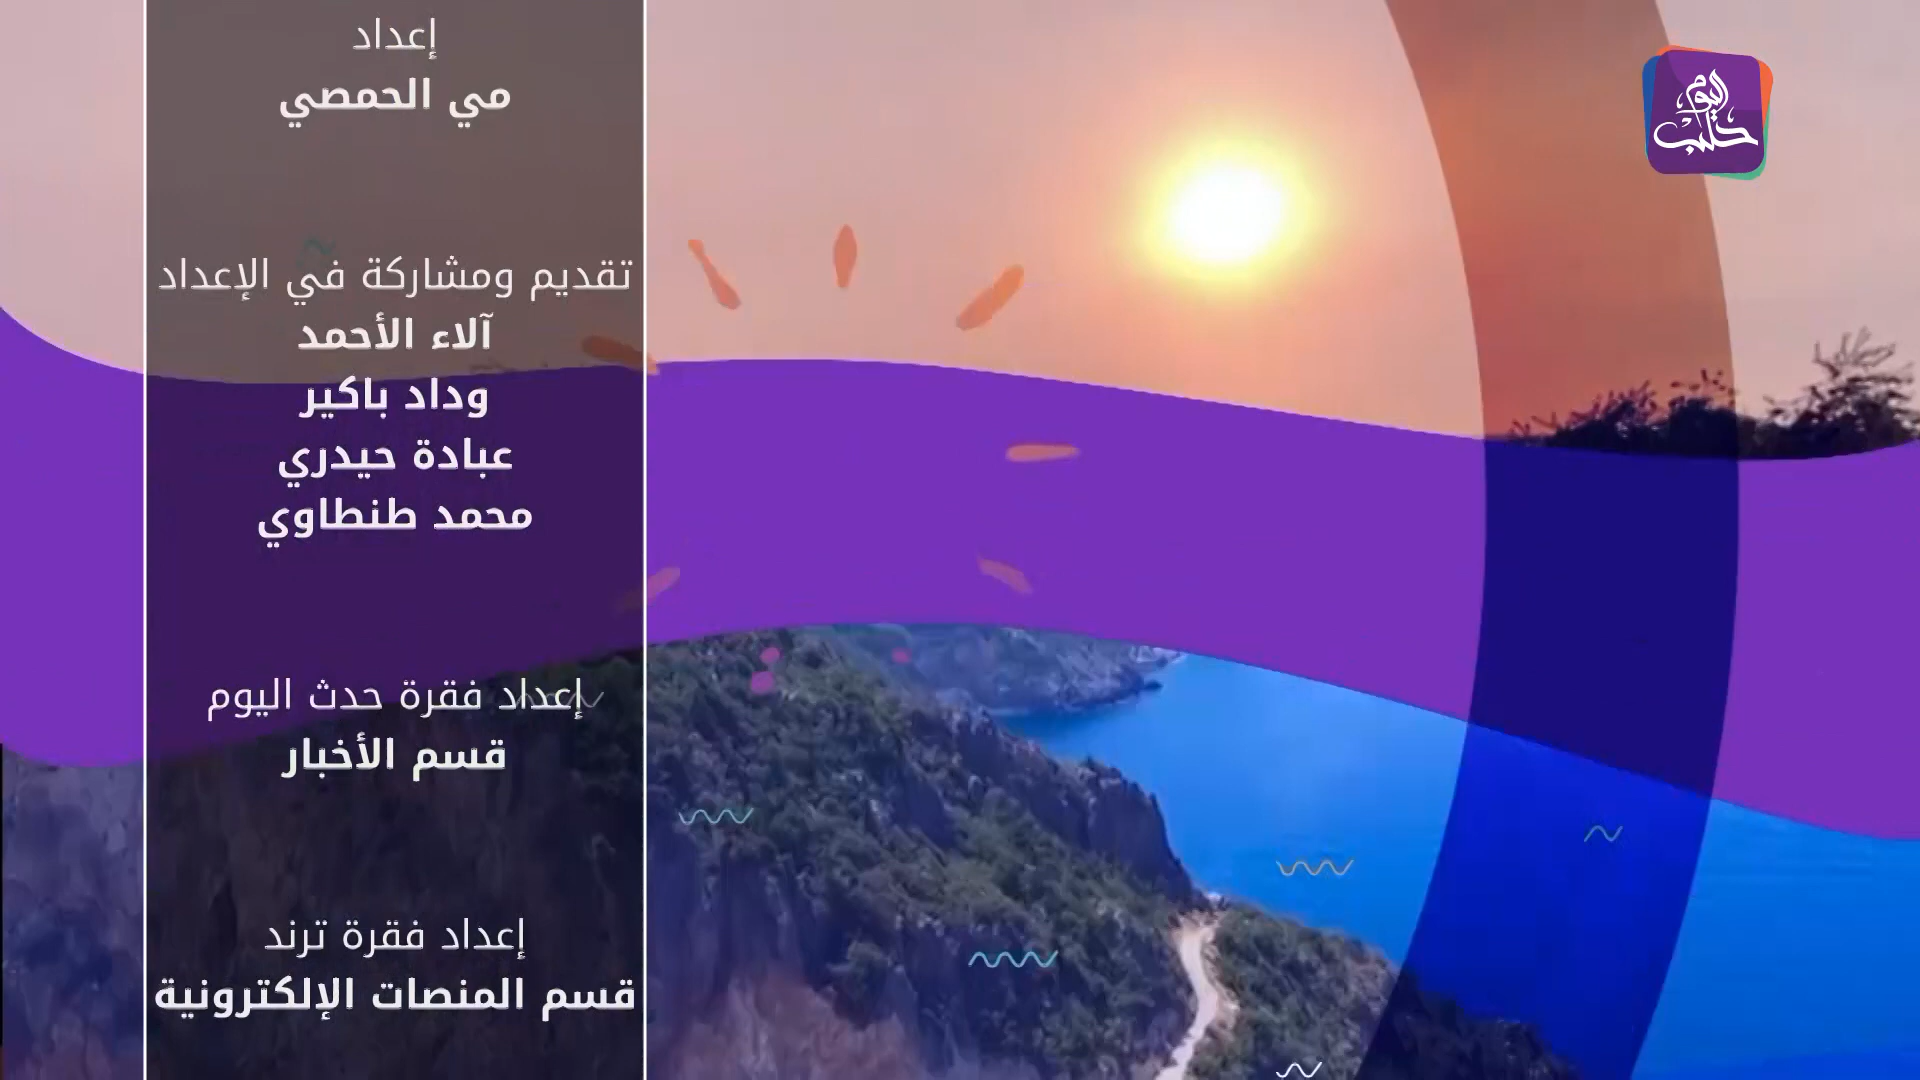 إعداد
مي الحمصي
تقديم ومشاركة في الإعداد
آلاء الأحمد
وداد باكير
عبادة حيدري
محمد طنطاوي
إعداد فقرة حدث اليوم
قسم الأخبار
إعداد فقرة ترند
قسم المنصات الإلكترونية
حلب اليوم